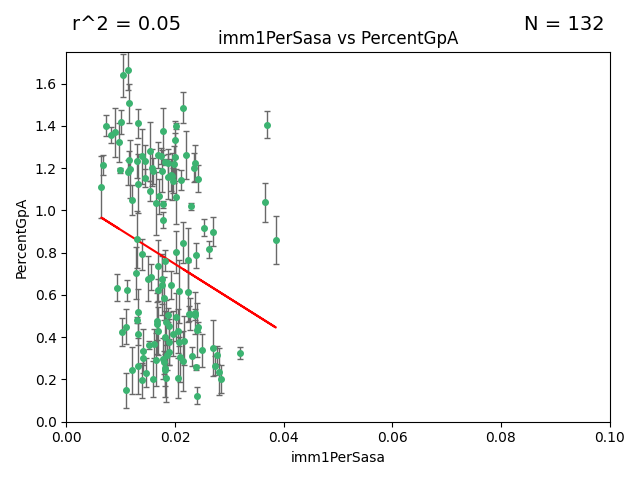 r^2 = 0.05
N = 132
imm1PerSasa vs PercentGpA
PercentGpA
1.6
1.4
1.2
1.0
0.8
0.6
0.4
0.2
0.0
0.00 0.02 0.04 0.06 0.08 0.10
imm1PerSasa